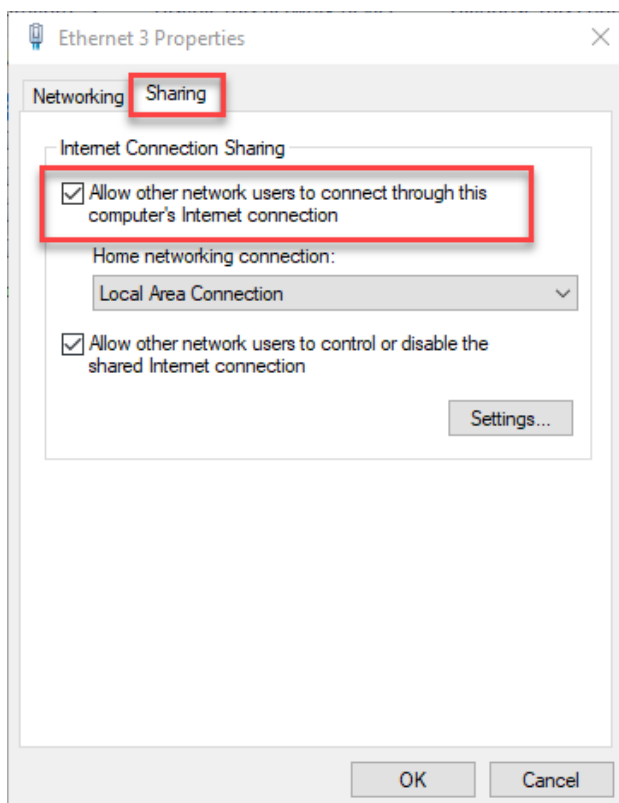 Ethernet 3 Properties
Networking
Sharing
Internet Connection Sharing
Allow other network users to connect through this
computer's Internet connection
Home networking connection:
Local Area Connection
Allow other network users to control or disable the
shared Internet connection
Settings...
OK
Cancel